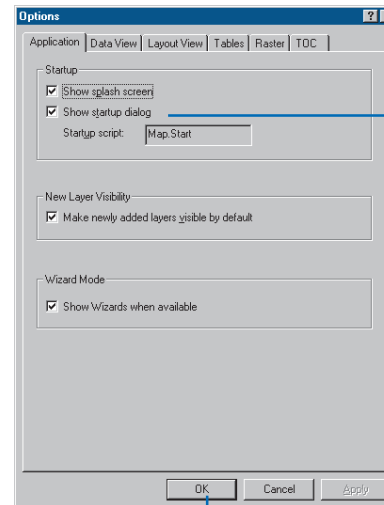 Options
Application Data View Layout View Tables Raster TOC
Startup
Show splash screen
Show startup dialog
Startup script: Map.Start
New Layer Visibility
Make newly added layers visible by default
Wizard Mode
Show Wizards when available
OK Cancel Apply